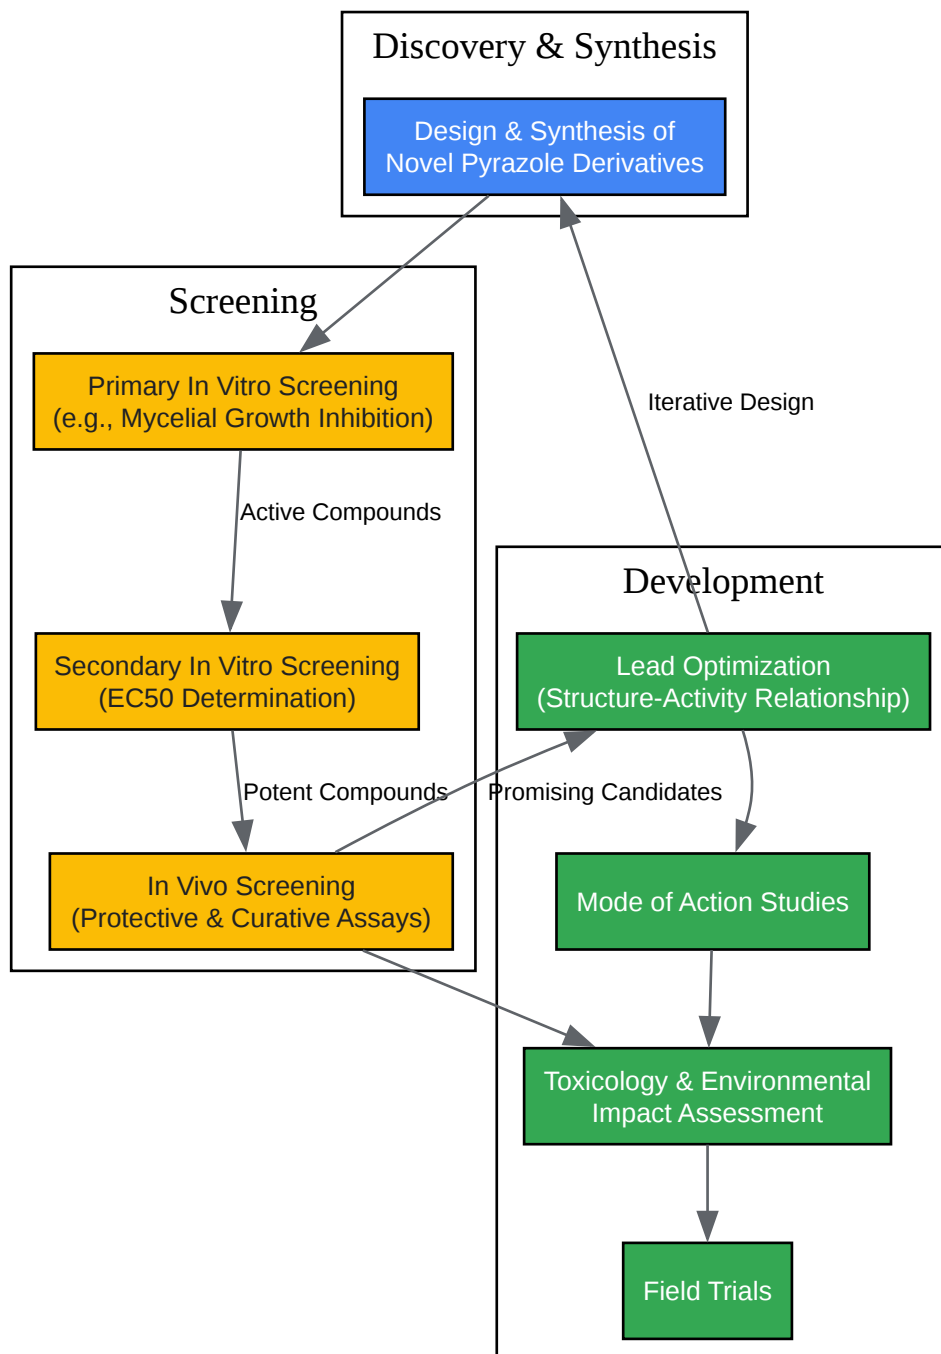 Discovery & Synthesis
Design & Synthesis of
Novel Pyrazole Derivatives
Screening
Primary In Vitro Screening
(e.g., Mycelial Growth Inhibition)
Iterative Design
Active Compounds
Development
Secondary In Vitro Screening
(EC50 Determination)
Lead Optimization
(Structure-Activity Relationship)
Potent Compounds
Promising Candidates
In Vivo Screening
(Protective & Curative Assays)
Mode of Action Studies
Toxicology & Environmental
Impact Assessment
Field Trials